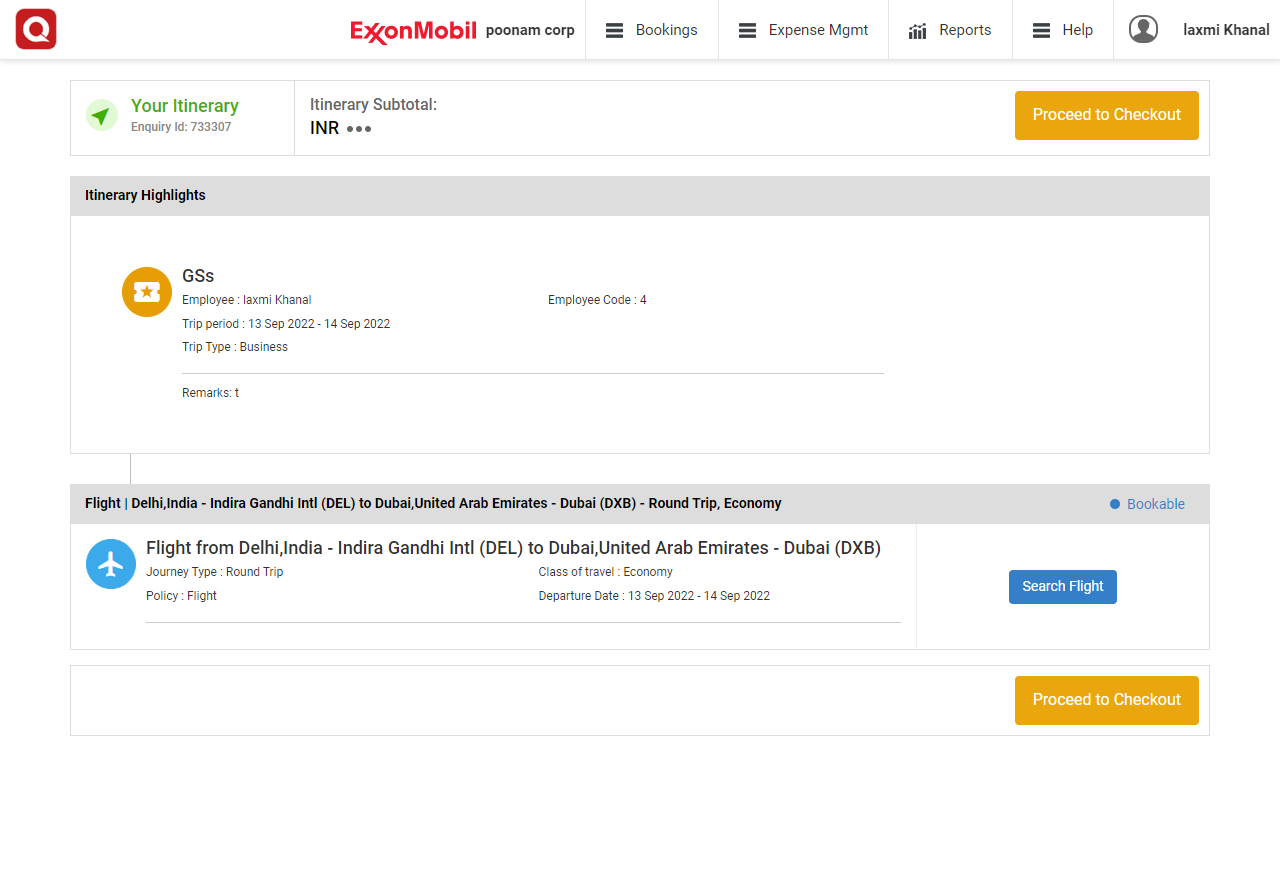 Q ExxonMobil poonam corp Bookings Expense Mgmt Reports Help laxmi Khanal
Your Itinerary
Enquiry Id: 733307
Itinerary Subtotal:
INR •••
Proceed to Checkout
Itinerary Highlights
GSs
Employee : laxmi Khanal Employee Code : 4
Trip period : 13 Sep 2022 - 14 Sep 2022
Trip Type : Business
Remarks: t
Flight | Delhi,India - Indira Gandhi Intl (DEL) to Dubai,United Arab Emirates - Dubai (DXB) - Round Trip, Economy Bookable
Flight from Delhi,India - Indira Gandhi Intl (DEL) to Dubai,United Arab Emirates - Dubai (DXB)
Journey Type : Round Trip Class of travel : Economy
Policy : Flight Departure Date : 13 Sep 2022 - 14 Sep 2022
Search Flight
Proceed to Checkout